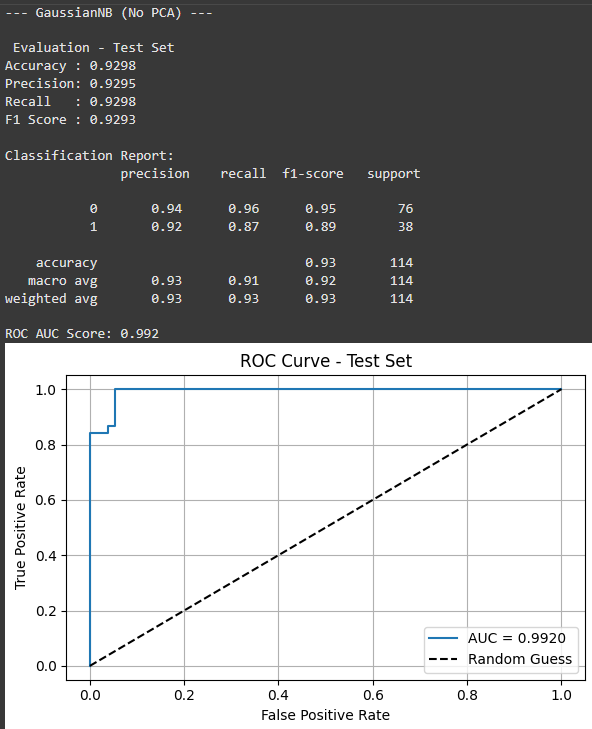 --- GaussianNB (No PCA) ---
Evaluation - Test Set
Accuracy : 0.9298
Precision: 0.9295
Recall   : 0.9298
F1 Score : 0.9293
Classification Report:
precision    recall  f1-score   support
0       0.94      0.96      0.95        76
1       0.92      0.87      0.89        38
accuracy                           0.93       114
macro avg       0.93      0.91      0.92       114
weighted avg       0.93      0.93      0.93       114
ROC AUC Score: 0.992
ROC Curve - Test Set
1.0
0.8
0.6
0.4
0.2
0.0
True Positive Rate
AUC = 0.9920
Random Guess
0.0 0.2 0.4 0.6 0.8 1.0
False Positive Rate